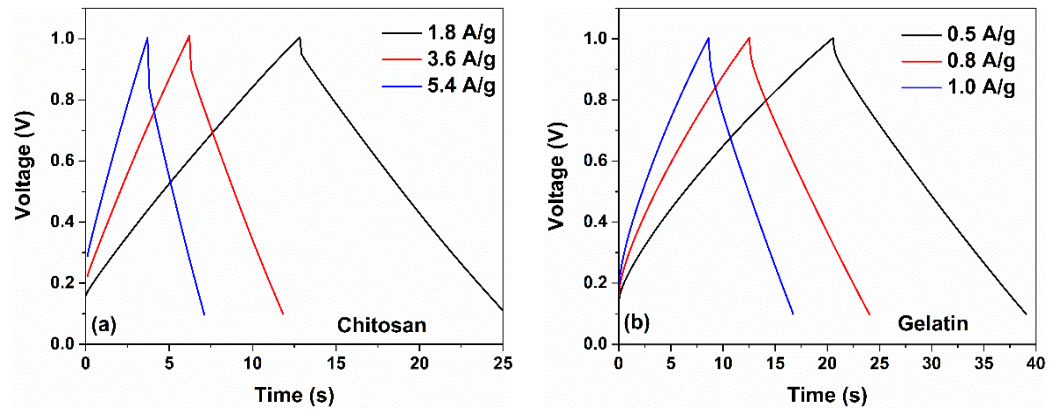 1.0
0.8
0.6
0.4
0.2
0.0
Voltage (V)
1.8 A/g
3.6 A/g
5.4 A/g
(a)
Chitosan
0 5 10 15 20 25
Time (s)
1.0
0.8
0.6
0.4
0.2
0.0
Voltage (V)
0.5 A/g
0.8 A/g
1.0 A/g
(b)
Gelatin
0 5 10 15 20 25 30 35 40
Time (s)